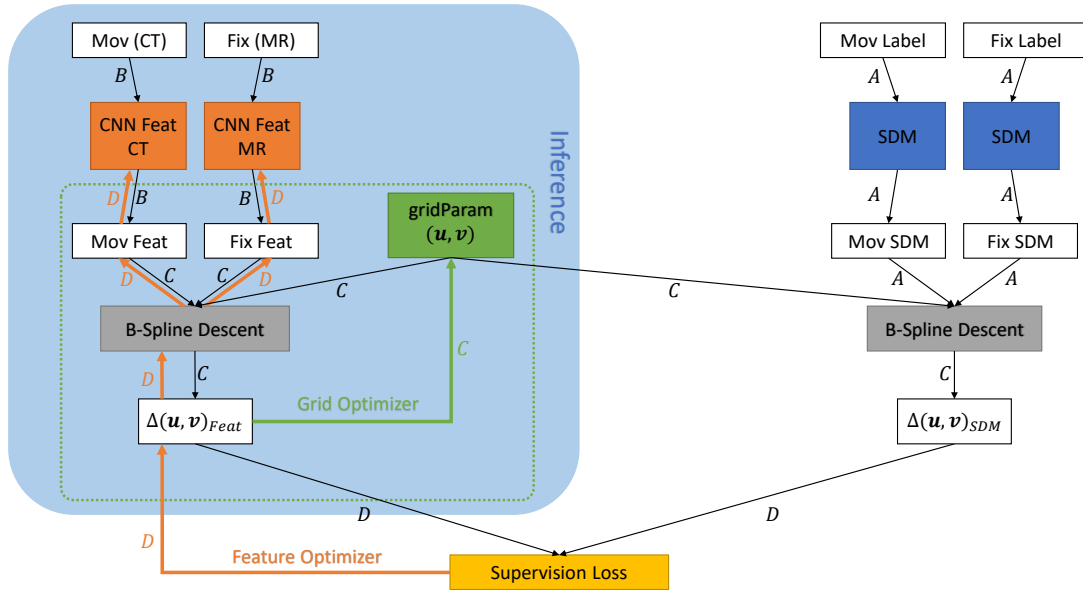 Mov (CT)
Fix (MR)
Mov Label
Fix Label
B
B
A
A
CNN Feat
CT
CNN Feat
MR
SDM
SDM
Inference
D
B
B
D
A
A
gridParam
(u, v)
Mov Feat
Fix Feat
Mov SDM
Fix SDM
D
C
C
D
C
C
A
A
B-Spline Descent
B-Spline Descent
D
C
C
C
Grid Optimizer
Δ(u, v)Feat
Δ(u, v)SDM
D
D
D
Feature Optimizer
Supervision Loss